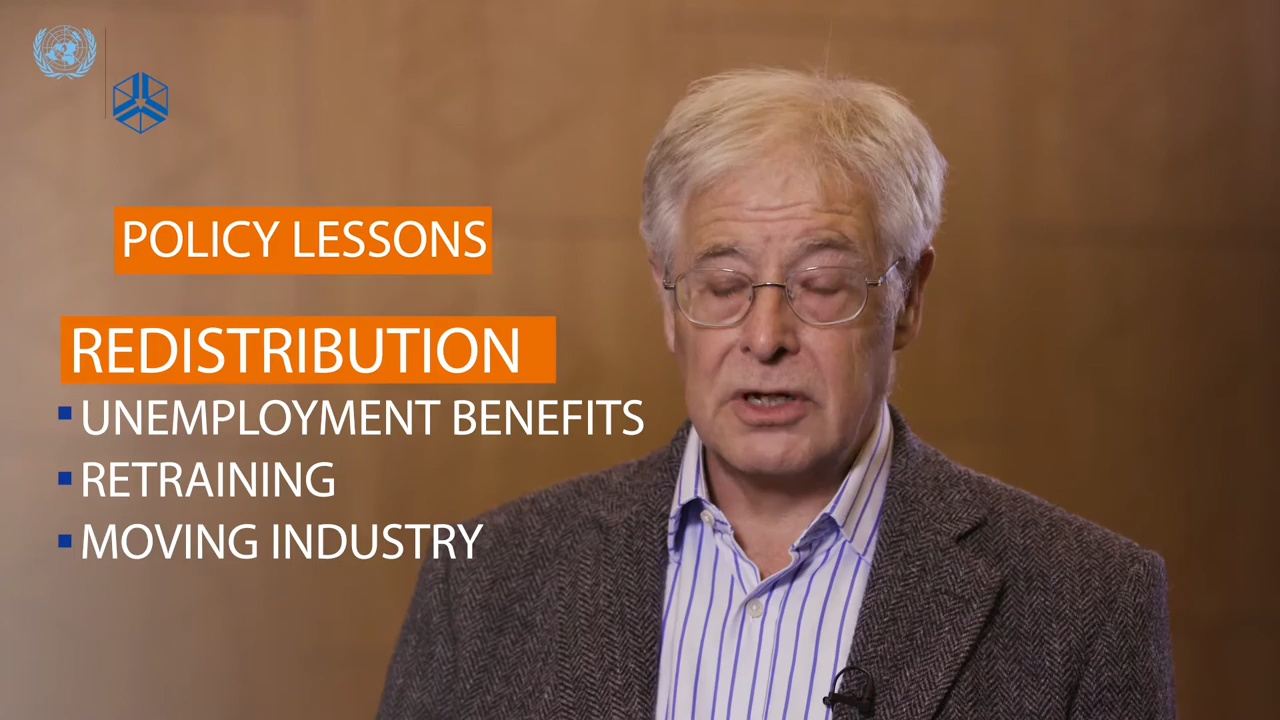 POLICY LESSONS
REDISTRIBUTION
UNEMPLOYMENT BENEFITS
RETRAINING
MOVING INDUSTRY